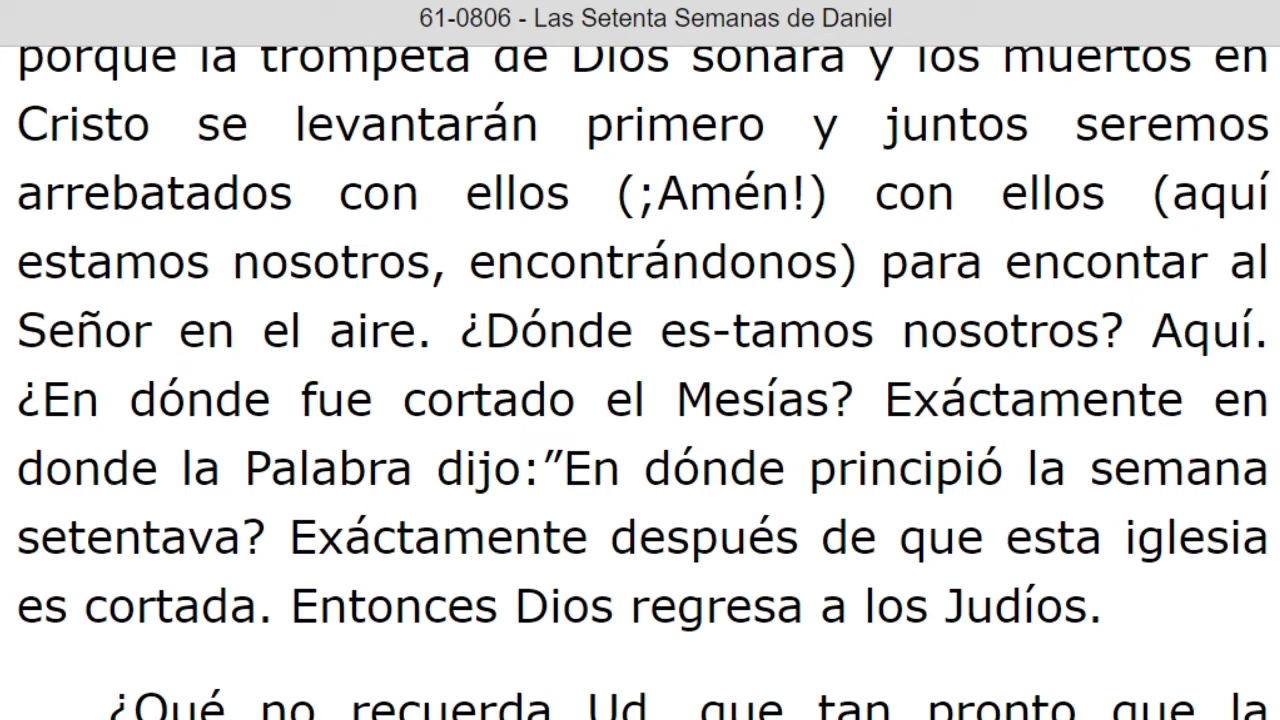 61-0806 - Las Setenta Semanas de Daniel
porque la trompeta de Dios sonará y los muertos en
Cristo se levantarán primero y juntos seremos
arrebatados con ellos (;Amén!) con ellos (aquí
estamos nosotros, encontrándonos) para encontar al
Señor en el aire. ¿Dónde es-tamos nosotros? Aquí.
¿En dónde fue cortado el Mesías? Exáctamente en
donde la Palabra dijo:”En dónde principió la semana
setentava? Exáctamente después de que esta iglesia
es cortada. Entonces Dios regresa a los Judíos.
¿Qué no recuerda Ud. que tan pronto que la